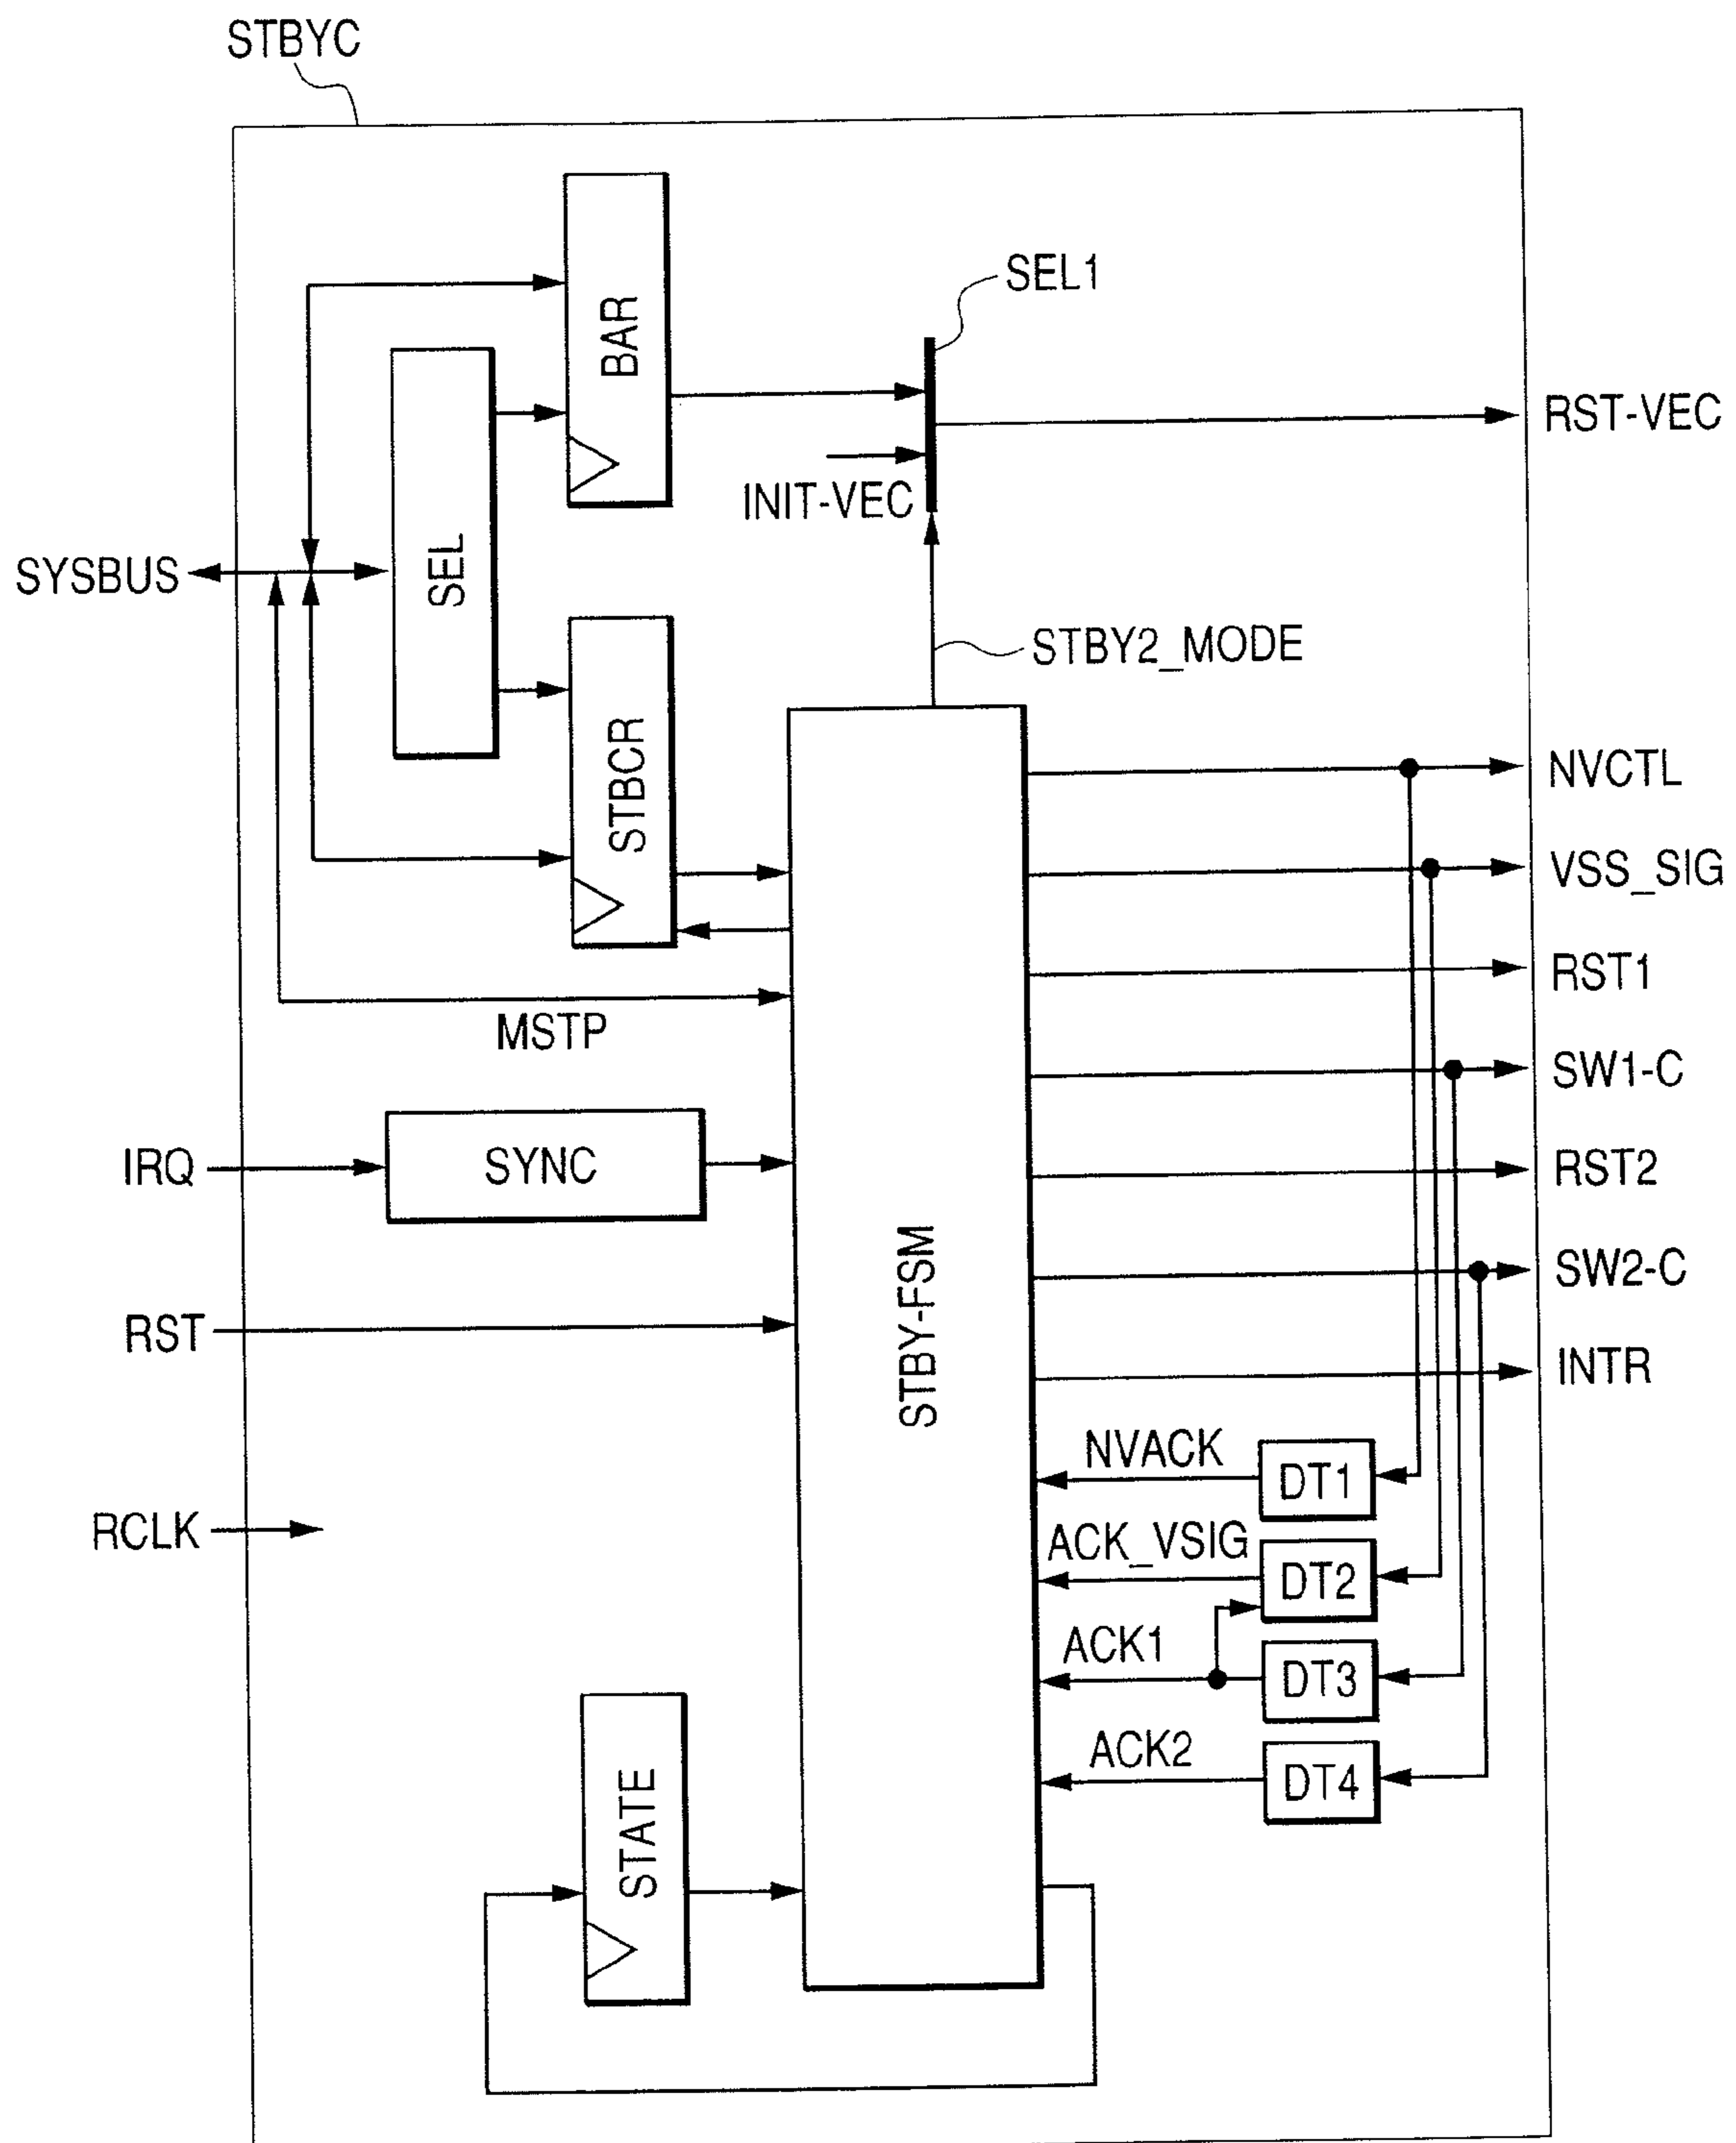 STBYC
BAR
SEL1
RST-VEC
INIT-VEC
SEL
SYSBUS
STBY2_MODE
STBCR
NVCTL
VSS_SIG
RST1
MSTP
SW1-C
IRQ
SYNC
RST2
STBY-FSM
SW2-C
RST
INTR
NVACK
DT1
RCLK
ACK_VSIG
DT2
ACK1
DT3
ACK2
DT4
STATE